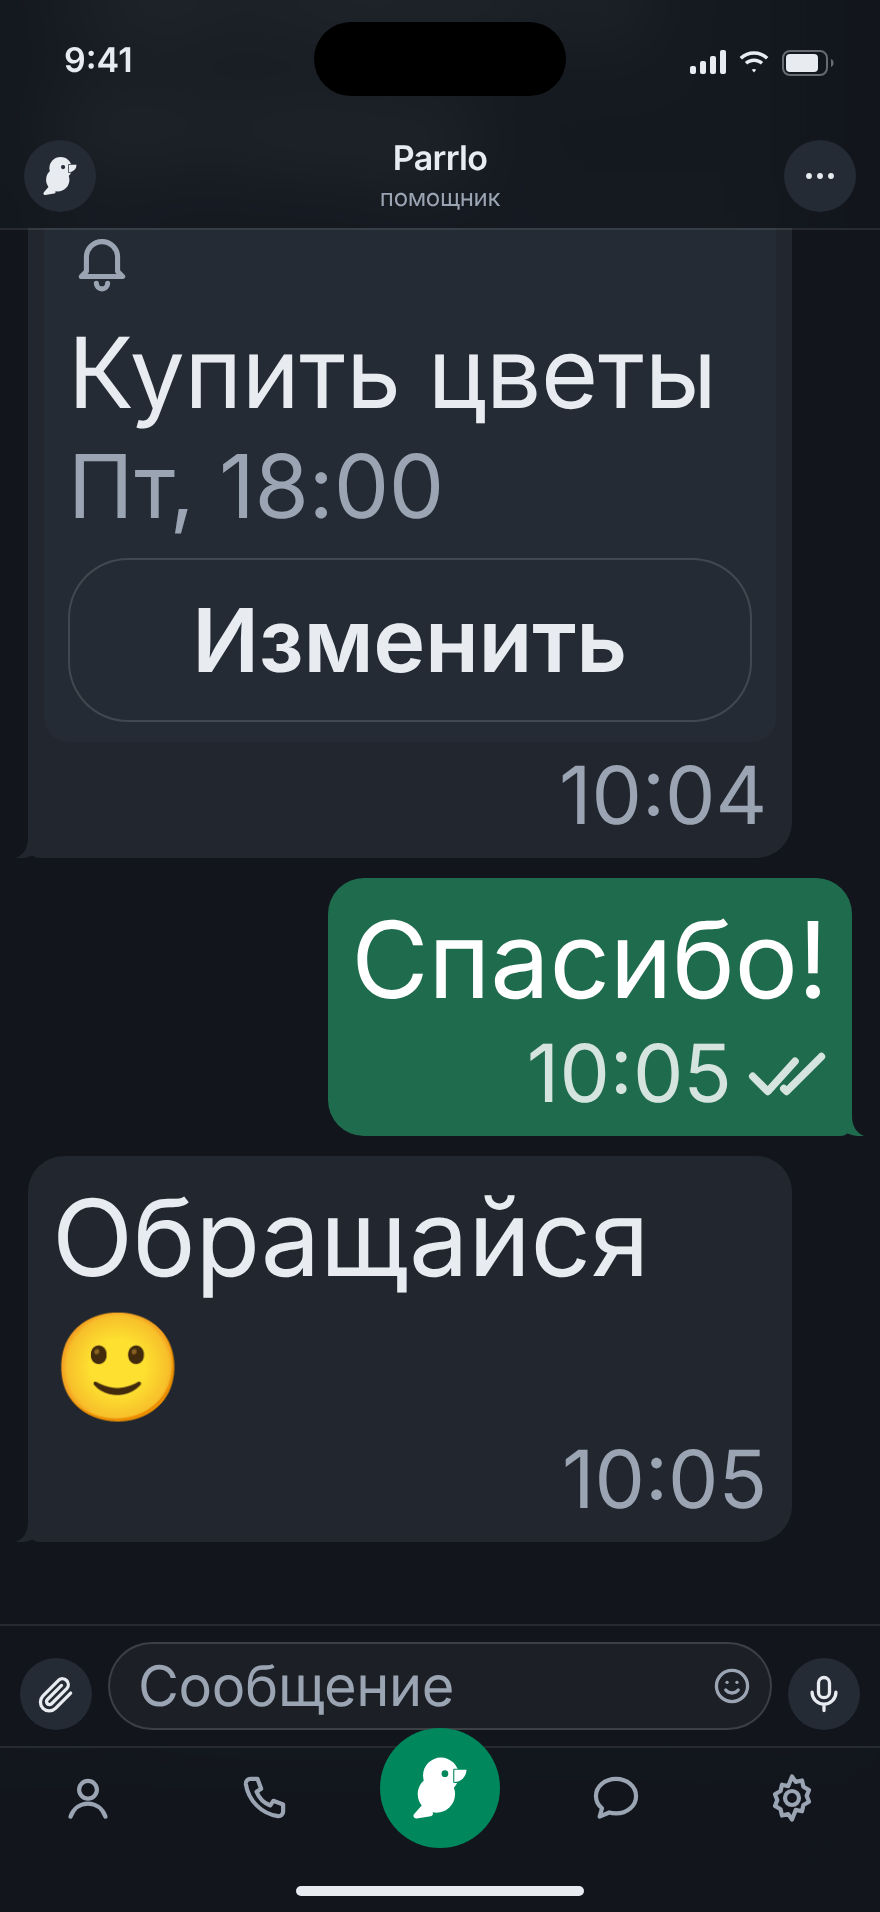 9:41
Parrlo
помощник
Купить цветы
Пт, 18:00
Изменить
10:04
Спасибо!
10:05
Обращайся
🙂
10:05
Сообщение